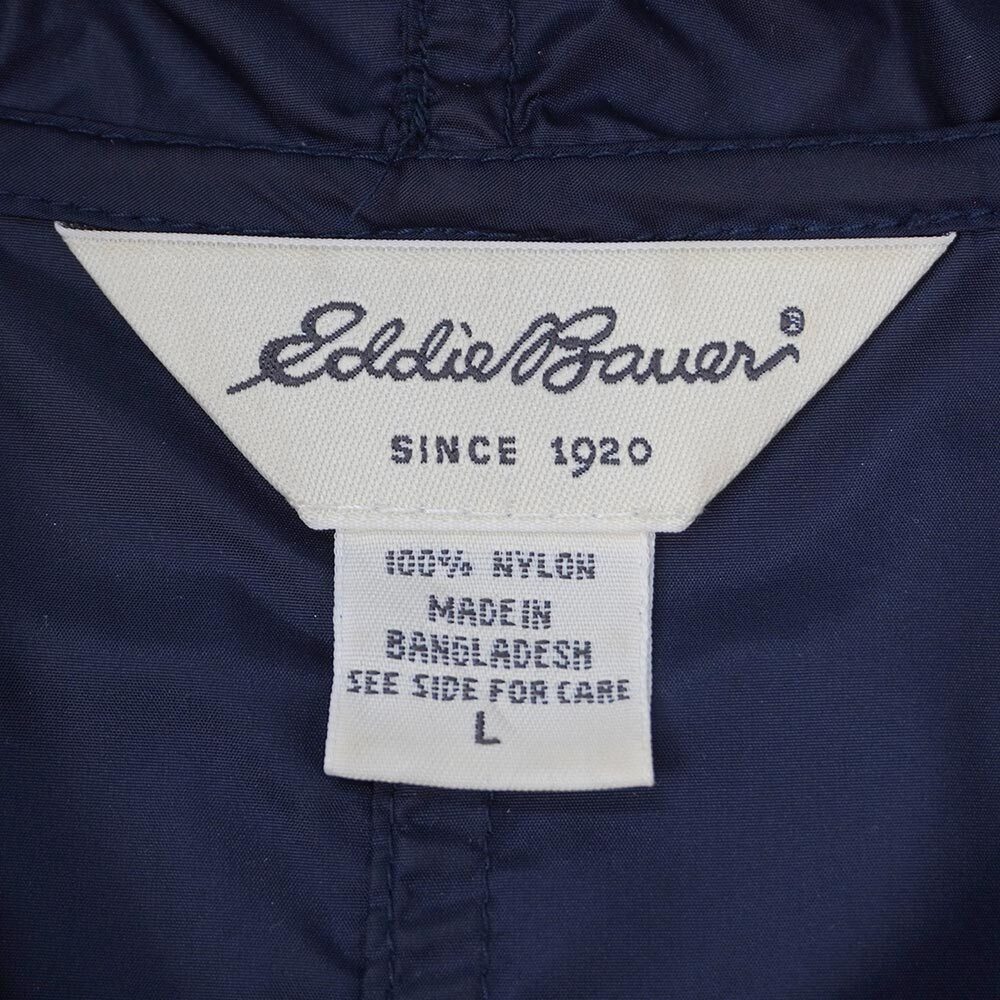 Eddie Bauer®
SINCE 1920
100% NYLON
MADE IN
BANGLADESH
SEE SIDE FOR CARE
L